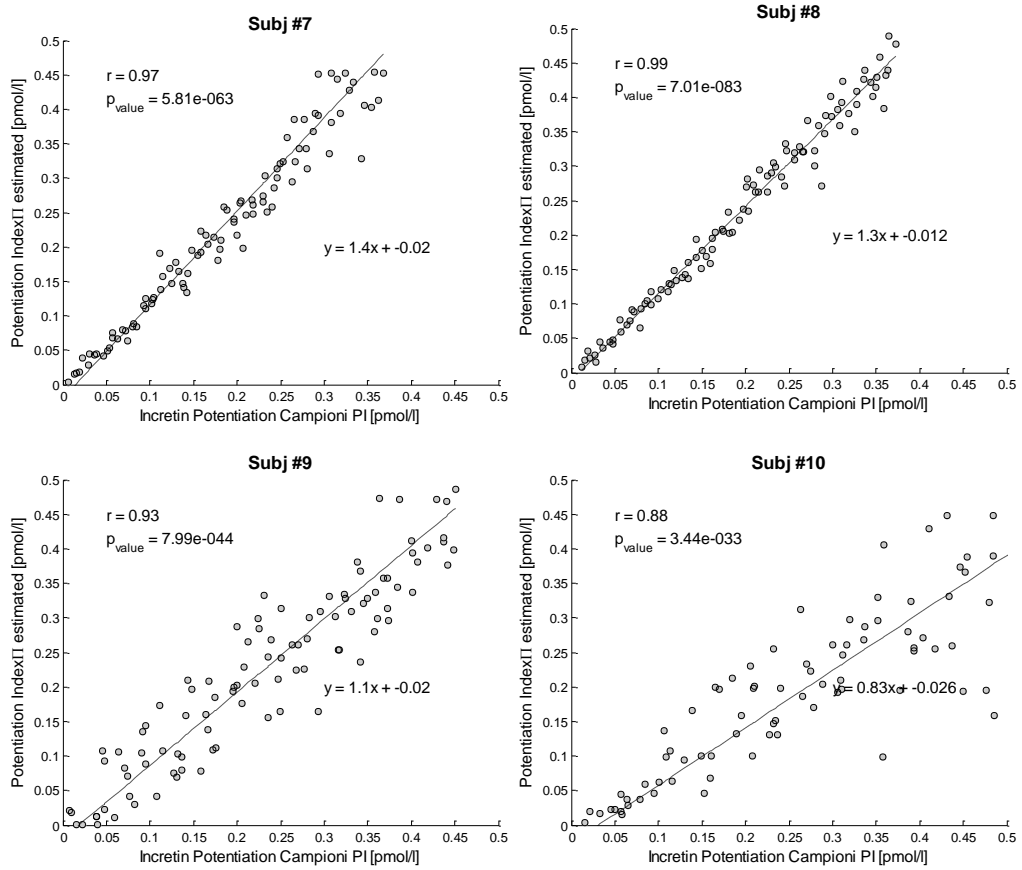 Subj #7
0.5
0.45
0.4
0.35
0.3
0.25
0.2
0.15
0.1
0.05
0
r = 0.97
p_value = 5.81e-063
y = 1.4x + -0.02
Potentiation IndexΠ estimated [pmol/l]
0 0.05 0.1 0.15 0.2 0.25 0.3 0.35 0.4 0.45 0.5
Incretin Potentiation Campioni PI [pmol/l]
Subj #8
0.5
0.45
0.4
0.35
0.3
0.25
0.2
0.15
0.1
0.05
0
r = 0.99
p_value = 7.01e-083
y = 1.3x + -0.012
Potentiation IndexΠ estimated [pmol/l]
0 0.05 0.1 0.15 0.2 0.25 0.3 0.35 0.4 0.45 0.5
Incretin Potentiation Campioni PI [pmol/l]
Subj #9
0.5
0.45
0.4
0.35
0.3
0.25
0.2
0.15
0.1
0.05
0
r = 0.93
p_value = 7.99e-044
y = 1.1x + -0.02
Potentiation IndexΠ estimated [pmol/l]
0 0.05 0.1 0.15 0.2 0.25 0.3 0.35 0.4 0.45 0.5
Incretin Potentiation Campioni PI [pmol/l]
Subj #10
0.5
0.45
0.4
0.35
0.3
0.25
0.2
0.15
0.1
0.05
0
r = 0.88
p_value = 3.44e-033
y = 0.83x + -0.026
Potentiation IndexΠ estimated [pmol/l]
0 0.05 0.1 0.15 0.2 0.25 0.3 0.35 0.4 0.45 0.5
Incretin Potentiation Campioni PI [pmol/l]